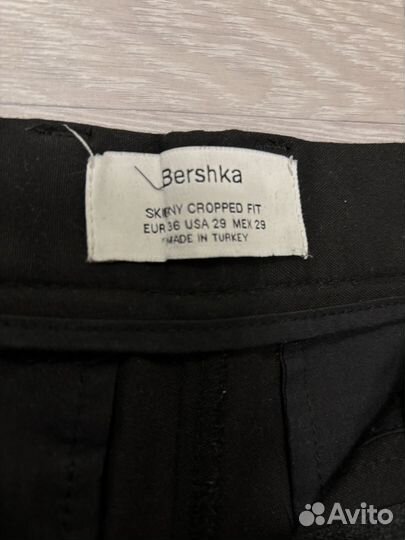 Bershka
SKINNY CROPPED FIT
EUR 36 USA 29 MEX 29
MADE IN TURKEY
Avito